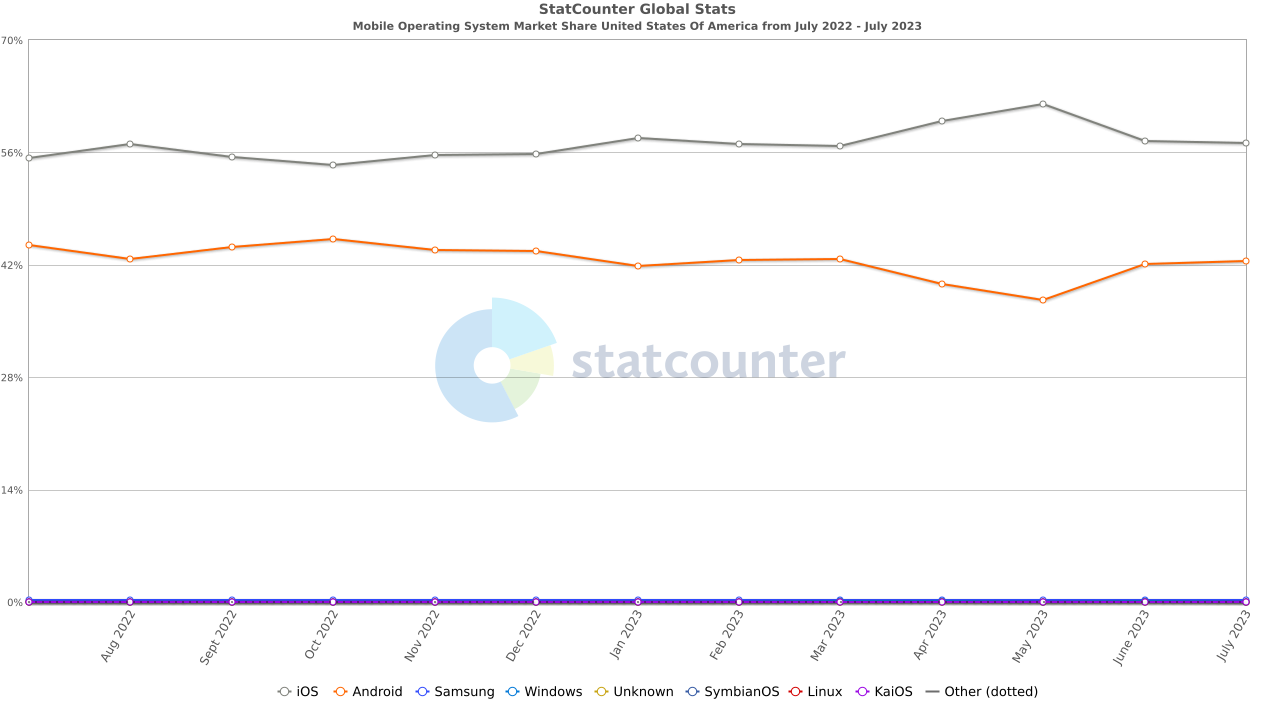 StatCounter Global Stats
Mobile Operating System Market Share United States Of America from July 2022 - July 2023
70%
56%
42%
28%
14%
0%
statcounter
Aug 2022
Sept 2022
Oct 2022
Nov 2022
Dec 2022
Jan 2023
Feb 2023
Mar 2023
Apr 2023
May 2023
June 2023
July 2023
iOS Android Samsung Windows Unknown SymbianOS Linux KaiOS Other (dotted)